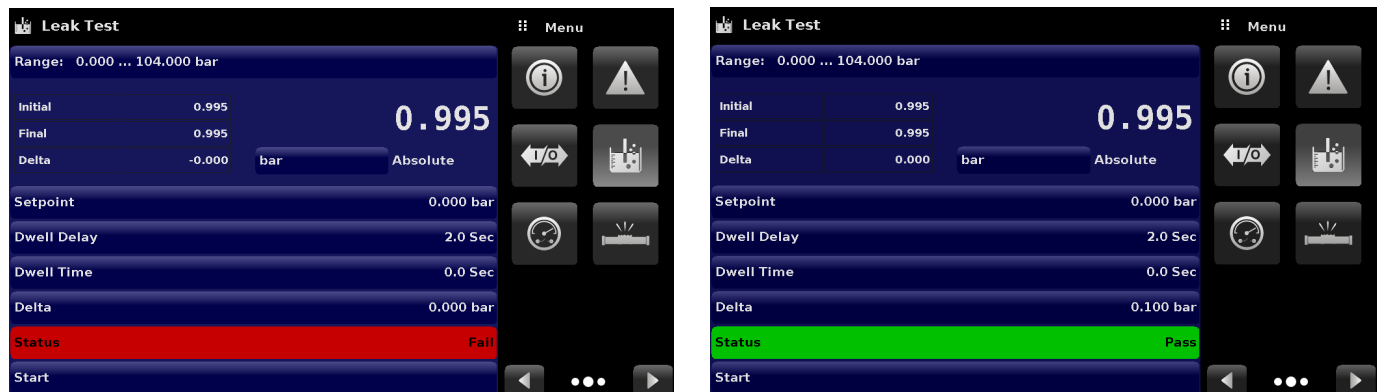 Leak Test
Menu
Range: 0.000 ... 104.000 bar
Initial 0.995
Final 0.995
Delta -0.000
0.995
bar Absolute
Setpoint 0.000 bar
Dwell Delay 2.0 Sec
Dwell Time 0.0 Sec
Delta 0.000 bar
Status Fail
Start
I/O
Leak Test
Menu
Range: 0.000 ... 104.000 bar
Initial 0.995
Final 0.995
Delta 0.000
0.995
bar Absolute
Setpoint 0.000 bar
Dwell Delay 2.0 Sec
Dwell Time 0.0 Sec
Delta 0.100 bar
Status Pass
Start
I/O